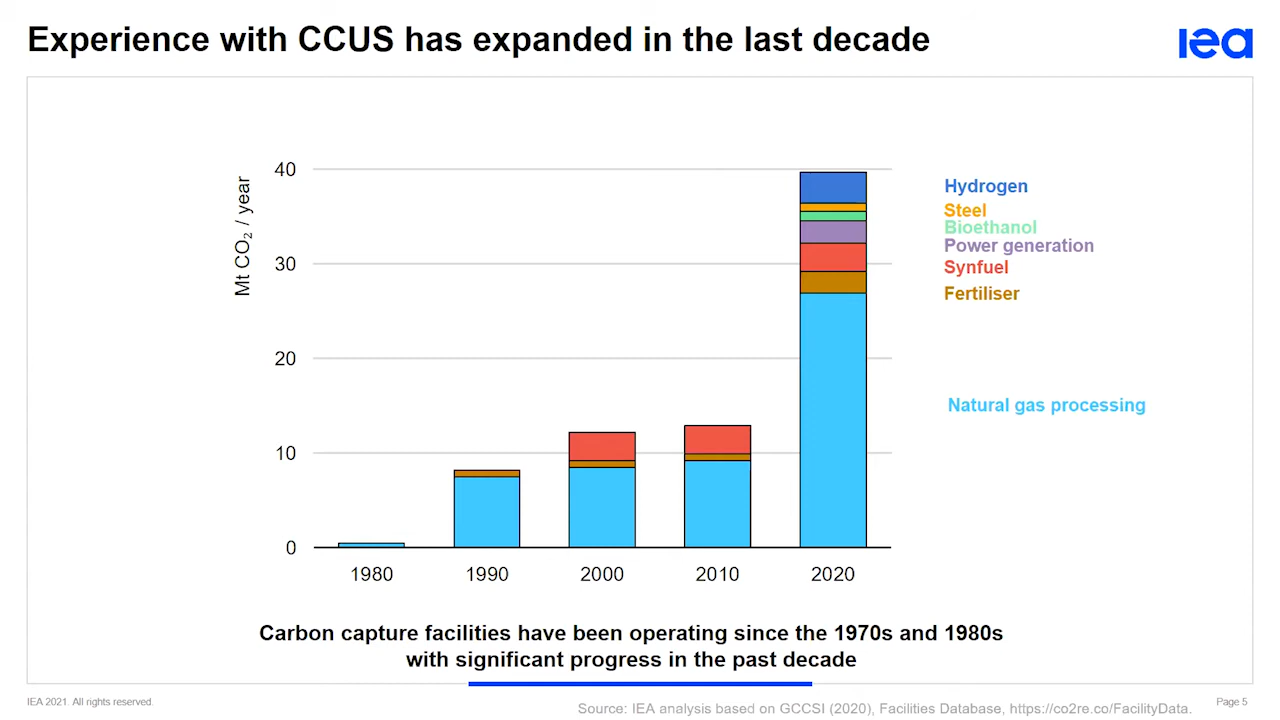 Experience with CCUS has expanded in the last decade
iea
Mt CO₂ / year
40
30
20
10
0
1980
1990
2000
2010
2020
Hydrogen
Steel
Bioethanol
Power generation
Synfuel
Fertiliser
Natural gas processing
Carbon capture facilities have been operating since the 1970s and 1980s
with significant progress in the past decade
IEA 2021. All rights reserved.
Source: IEA analysis based on GCCSI (2020), Facilities Database, https://co2re.co/FacilityData.
Page 5